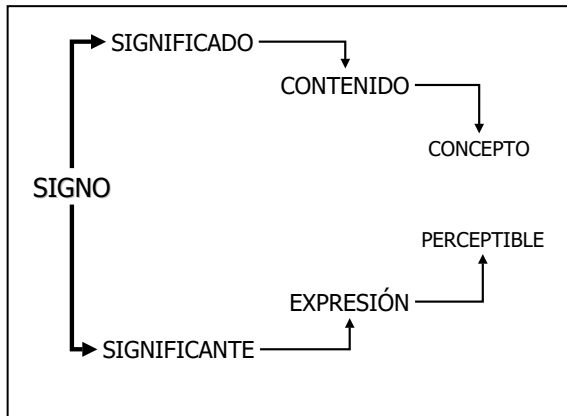 SIGNIFICADO
CONTENIDO
CONCEPTO
SIGNO
PERCEPTIBLE
EXPRESIÓN
SIGNIFICANTE